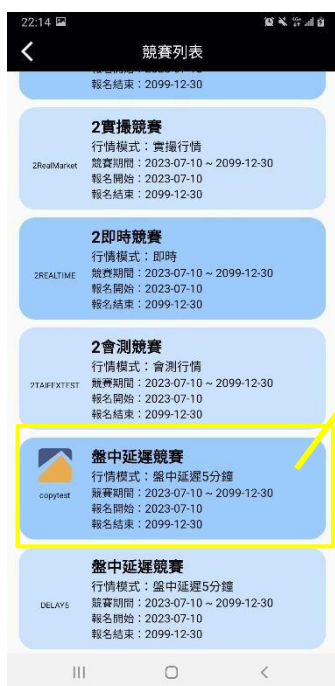 22:14
競賽列表
報名結束：2099-12-30
2實撮競賽
行情模式：實撮行情
2RealMarket
競賽期間：2023-07-10 ~ 2099-12-30
報名開始：2023-07-10
報名結束：2099-12-30
2即時競賽
行情模式：即時
2REALTIME
競賽期間：2023-07-10 ~ 2099-12-30
報名開始：2023-07-10
報名結束：2099-12-30
2會測競賽
行情模式：會測行情
2TAIFEXTEST
競賽期間：2023-07-10 ~ 2099-12-30
報名開始：2023-07-10
報名結束：2099-12-30
盤中延遲競賽
行情模式：盤中延遲5分鐘
copytest
競賽期間：2023-07-10 ~ 2099-12-30
報名開始：2023-07-10
報名結束：2099-12-30
盤中延遲競賽
行情模式：盤中延遲5分鐘
DELAY5
競賽期間：2023-07-10 ~ 2099-12-30
報名開始：2023-07-10
報名結束：2099-12-30